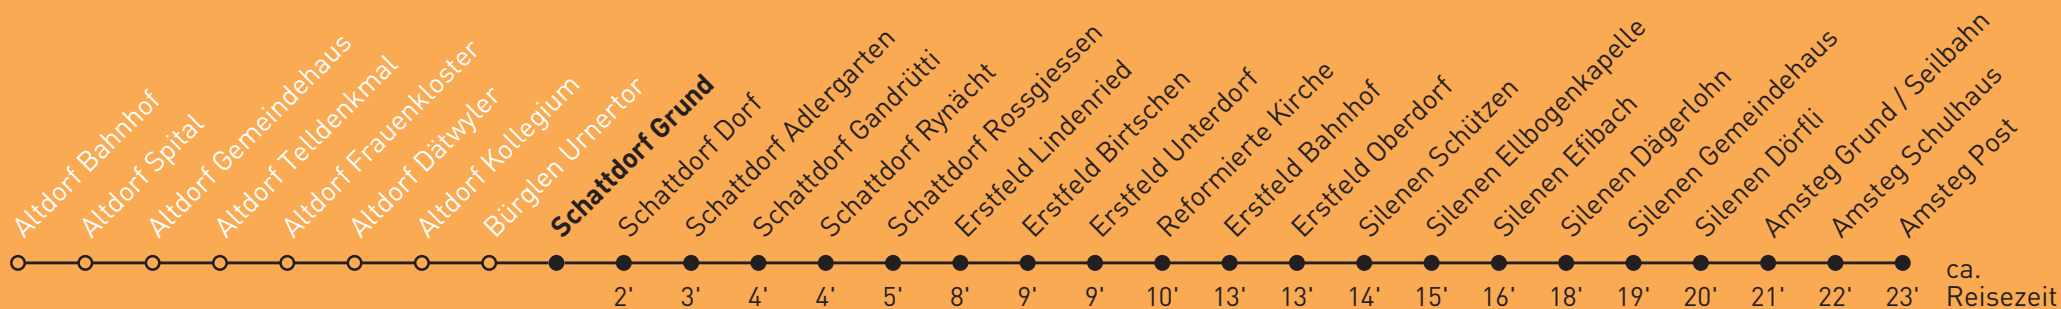 Altdorf Bahnhof
Altdorf Spital
Altdorf Gemeindehaus
Altdorf Telldenkmal
Altdorf Frauenkloster
Altdorf Dätwyler
Altdorf Kollegium
Bürglen Urnertor
Schattdorf Grund
Schattdorf Dorf
Schattdorf Adlergarten
Schattdorf Gandrütti
Schattdorf Rynächt
Schattdorf Rossgiessen
Erstfeld Lindenried
Erstfeld Birtschen
Erstfeld Unterdorf
Reformierte Kirche
Erstfeld Bahnhof
Erstfeld Oberdorf
Silenen Schützen
Silenen Ellbogenkapelle
Silenen Efibach
Silenen Dägerlohn
Silenen Gemeindehaus
Silenen Dörfli
Amsteg Grund / Seilbahn
Amsteg Schulhaus
Amsteg Post
2' 3' 4' 4' 5' 8' 9' 9' 10' 13' 13' 14' 15' 16' 18' 19' 20' 21' 22' 23'
ca.
Reisezeit